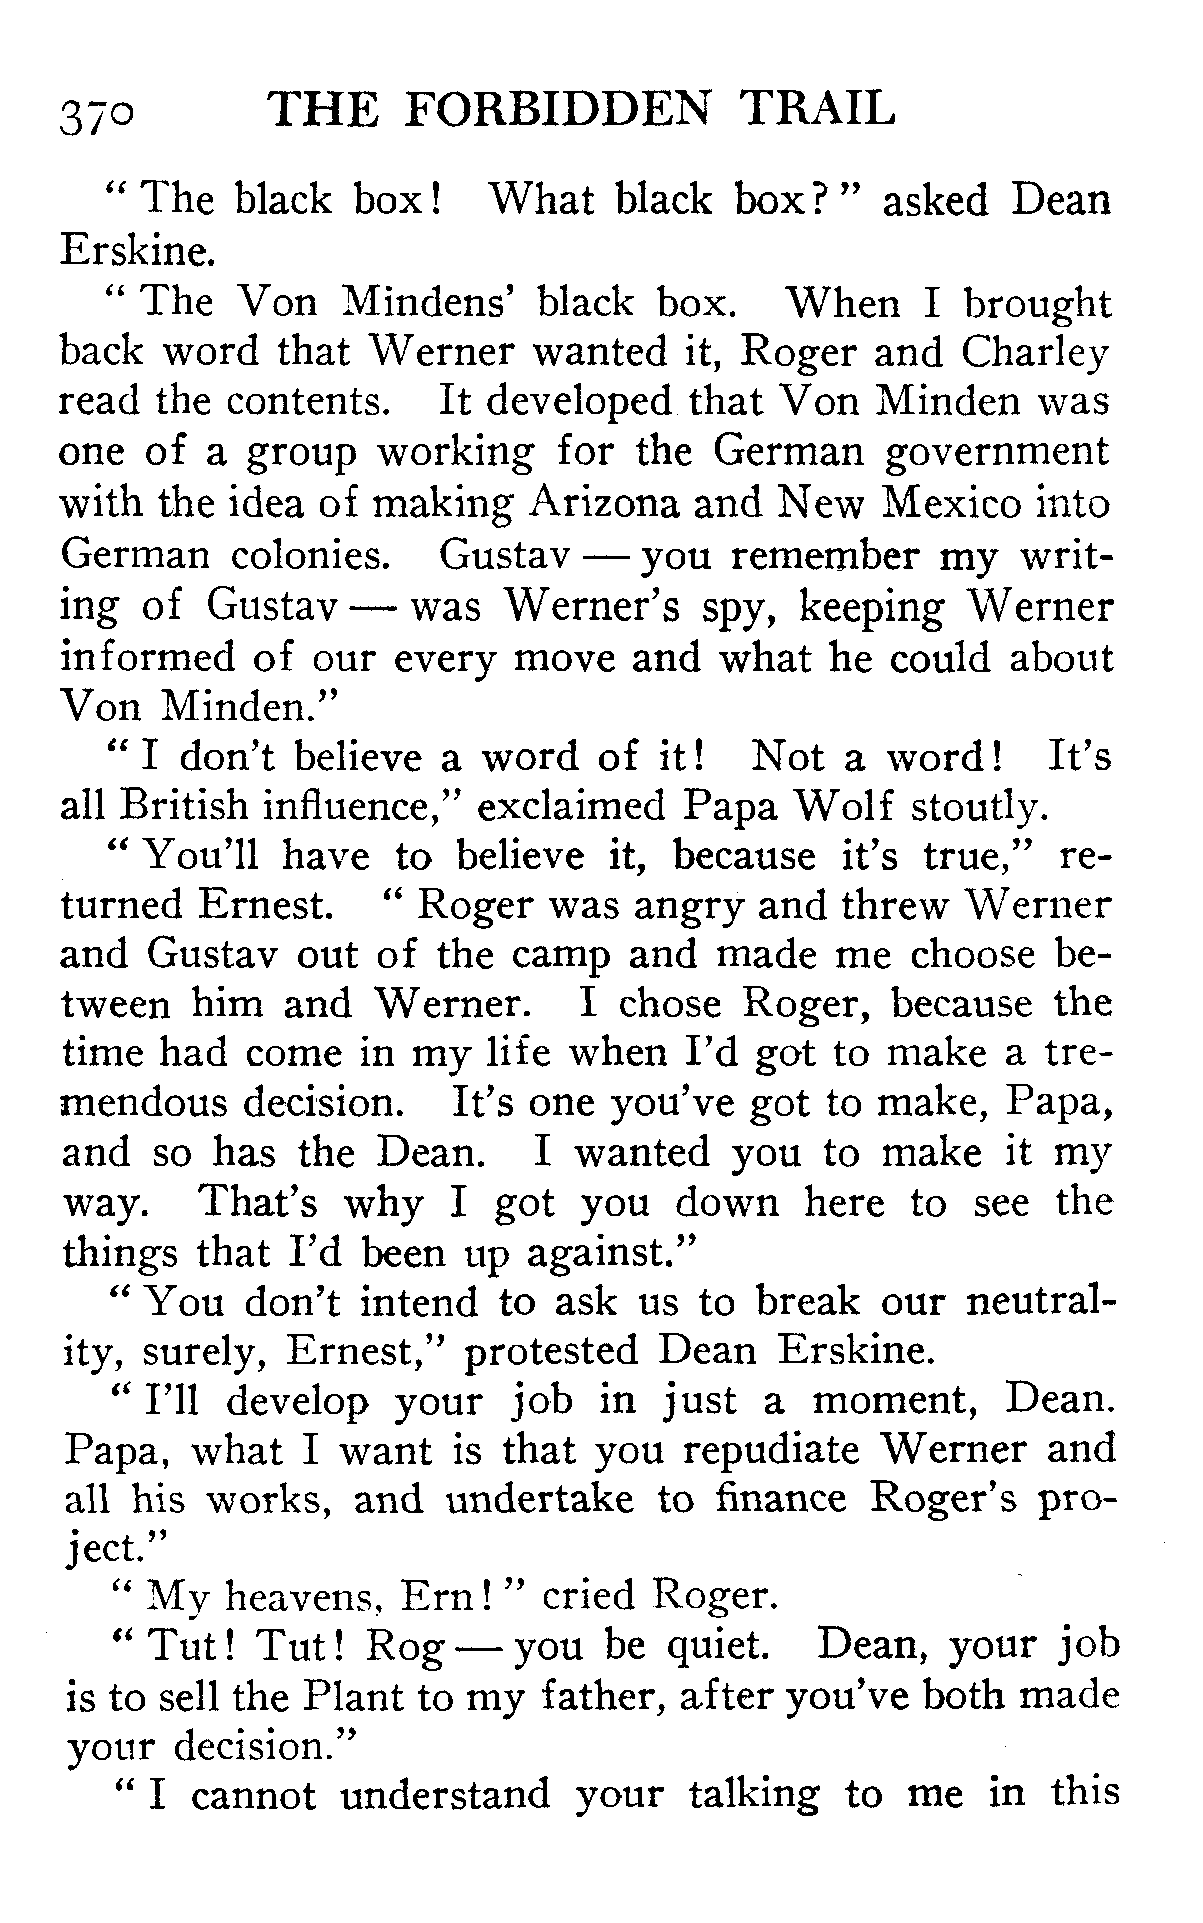 370 THE FORBIDDEN TRAIL
" The black box! What black box? " asked Dean
Erskine.
" The Von Mindens' black box. When I brought
back word that Werner wanted it, Roger and Charley
read the contents. It developed that Von Minden was
one of a group working for the German government
with the idea of making Arizona and New Mexico into
German colonies. Gustav — you remember my writ-
ing of Gustav — was Werner's spy, keeping Werner
informed of our every move and what he could about
Von Minden."
" I don't believe a word of it! Not a word! It's
all British influence," exclaimed Papa Wolf stoutly.
" You'll have to believe it, because it's true," re-
turned Ernest. " Roger was angry and threw Werner
and Gustav out of the camp and made me choose be-
tween him and Werner. I chose Roger, because the
time had come in my life when I'd got to make a tre-
mendous decision. It's one you've got to make, Papa,
and so has the Dean. I wanted you to make it my
way. That's why I got you down here to see the
things that I'd been up against."
" You don't intend to ask us to break our neutral-
ity, surely, Ernest," protested Dean Erskine.
" I'll develop your job in just a moment, Dean.
Papa, what I want is that you repudiate Werner and
all his works, and undertake to finance Roger's pro-
ject."
" My heavens, Ern! " cried Roger.
" Tut! Tut! Rog — you be quiet. Dean, your job
is to sell the Plant to my father, after you've both made
your decision."
" I cannot understand your talking to me in this